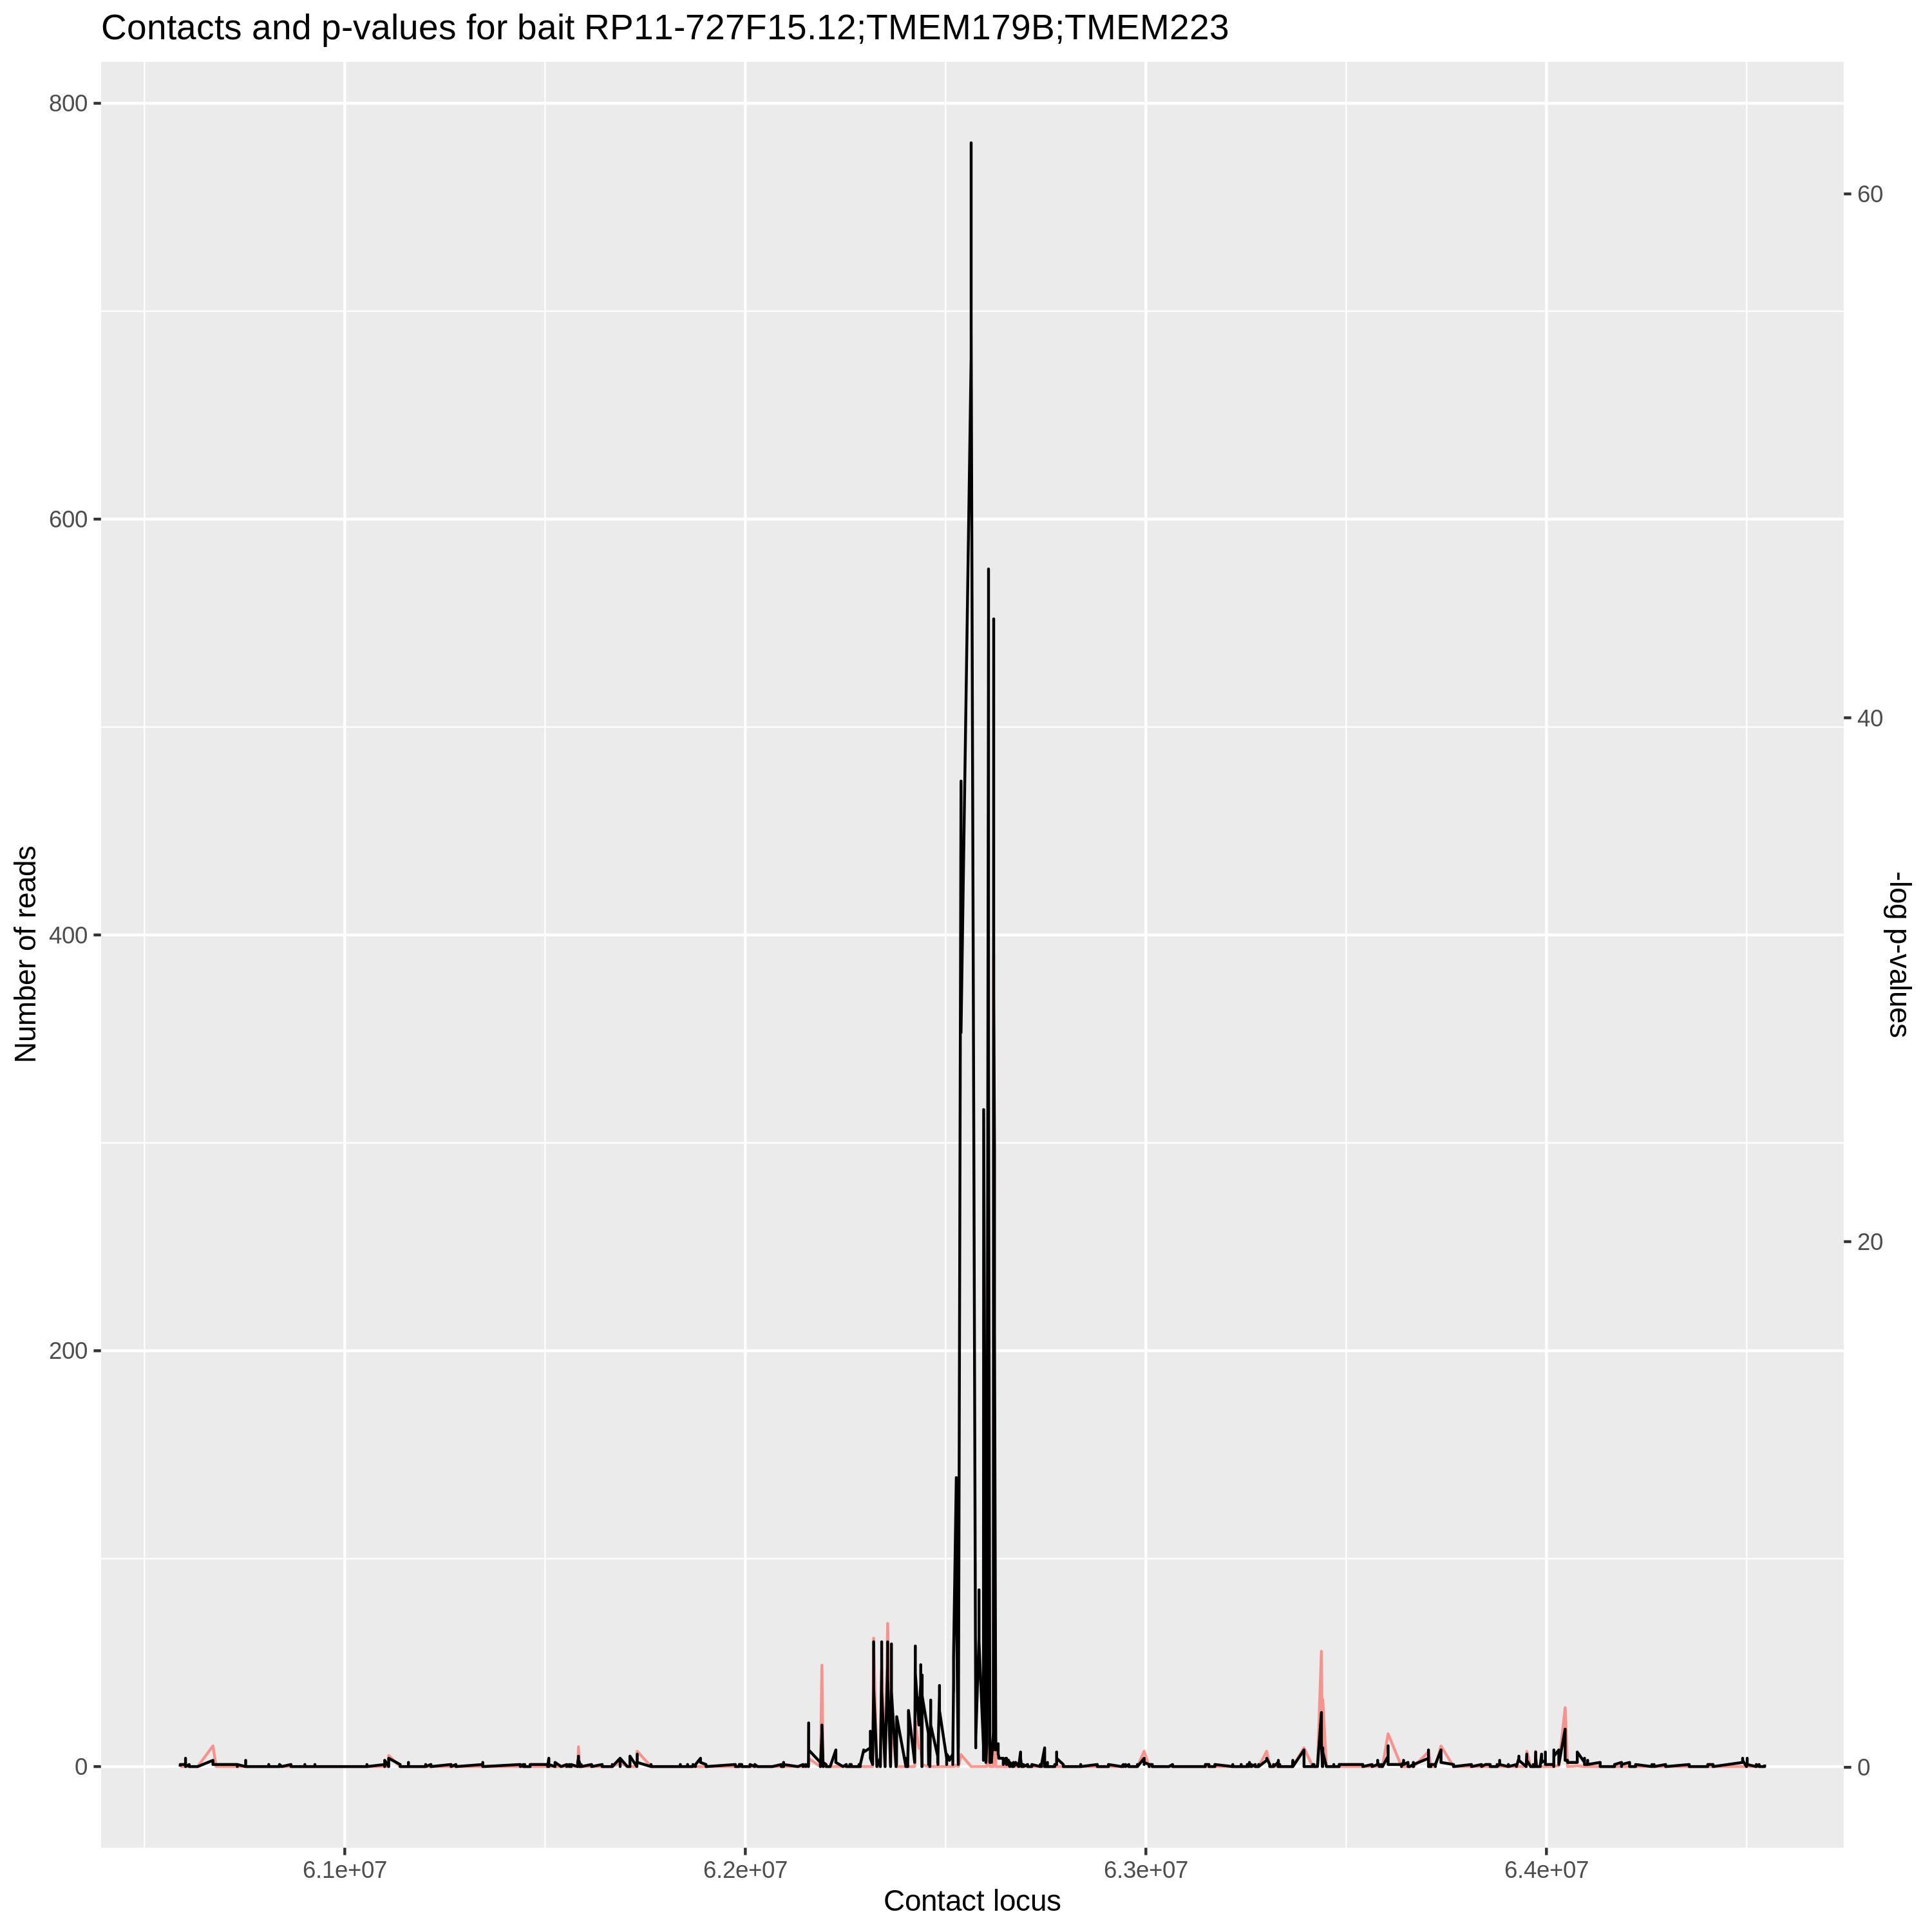 Contacts and p-values for bait RP11-727F15.12;TMEM179B;TMEM223
800
600
400
200
0
Number of reads
60
40
20
0
-log p-values
6.1e+07 6.2e+07 6.3e+07 6.4e+07
Contact locus